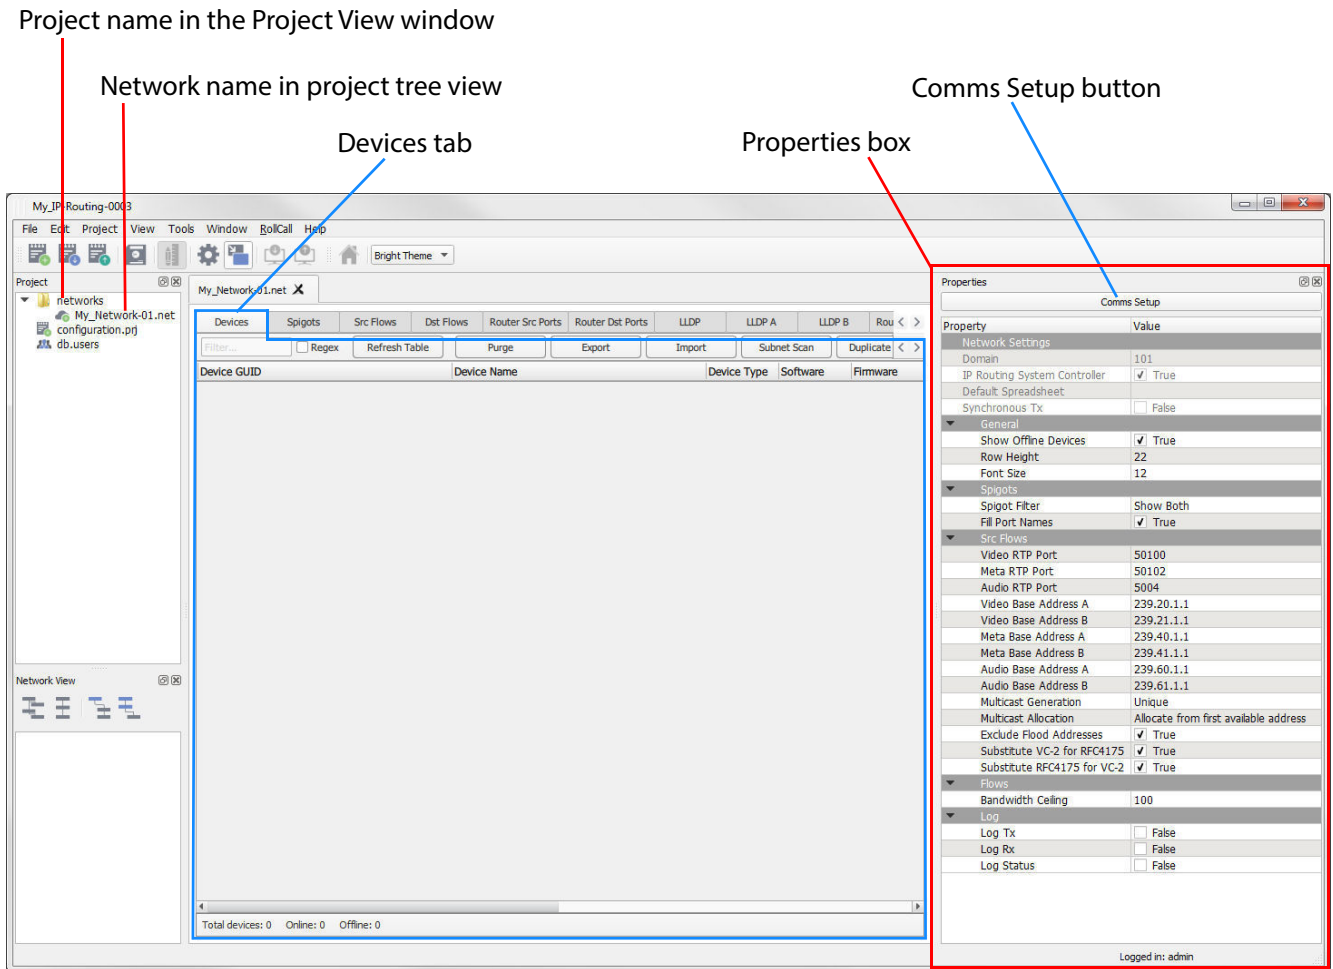 Project name in the Project View window
Network name in project tree view
Comms Setup button
Devices tab
Properties box
My_IP-Routing-0003
File Edit Project View Tools Window RollCall Help
Bright Theme
Project
networks
My_Network-01.net
configuration.prj
db.users
Network View
My_Network-01.net
Devices Spigots Src Flows Dst Flows Router Src Ports Router Dst Ports LLDP LLDP A LLDP B Rou
Filter... Regex Refresh Table Purge Export Import Subnet Scan Duplicate
Device GUID Device Name Device Type Software Firmware
Total devices: 0 Online: 0 Offline: 0
Properties
Comms Setup
Property Value
Network Settings
Domain 101
IP Routing System Controller True
Default Spreadsheet
Synchronous Tx False
General
Show Offline Devices True
Row Height 22
Font Size 12
Spigots
Spigot Filter Show Both
Fill Port Names True
Src Flows
Video RTP Port 50100
Meta RTP Port 50102
Audio RTP Port 5004
Video Base Address A 239.20.1.1
Video Base Address B 239.21.1.1
Meta Base Address A 239.40.1.1
Meta Base Address B 239.41.1.1
Audio Base Address A 239.60.1.1
Audio Base Address B 239.61.1.1
Multicast Generation Unique
Multicast Allocation Allocate from first available address
Exclude Flood Addresses True
Substitute VC-2 for RFC4175 True
Substitute RFC4175 for VC-2 True
Flows
Bandwidth Ceiling 100
Log
Log Tx False
Log Rx False
Log Status False
Logged in: admin